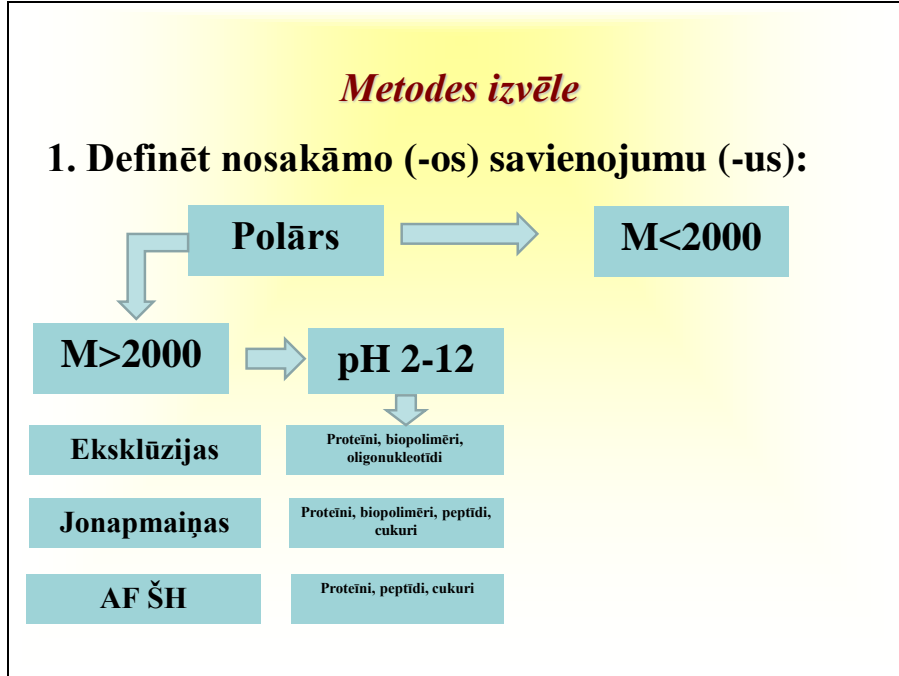 Metodes izvēle
1. Definēt nosakāmo (-os) savienojumu (-us):
Polārs
M<2000
M>2000
pH 2-12
Eksklūzijas
Proteīni, biopolimēri,
oligonukleotīdi
Jonapmaiņas
Proteīni, biopolimēri, peptīdi,
cukuri
AF ŠH
Proteīni, peptīdi, cukuri